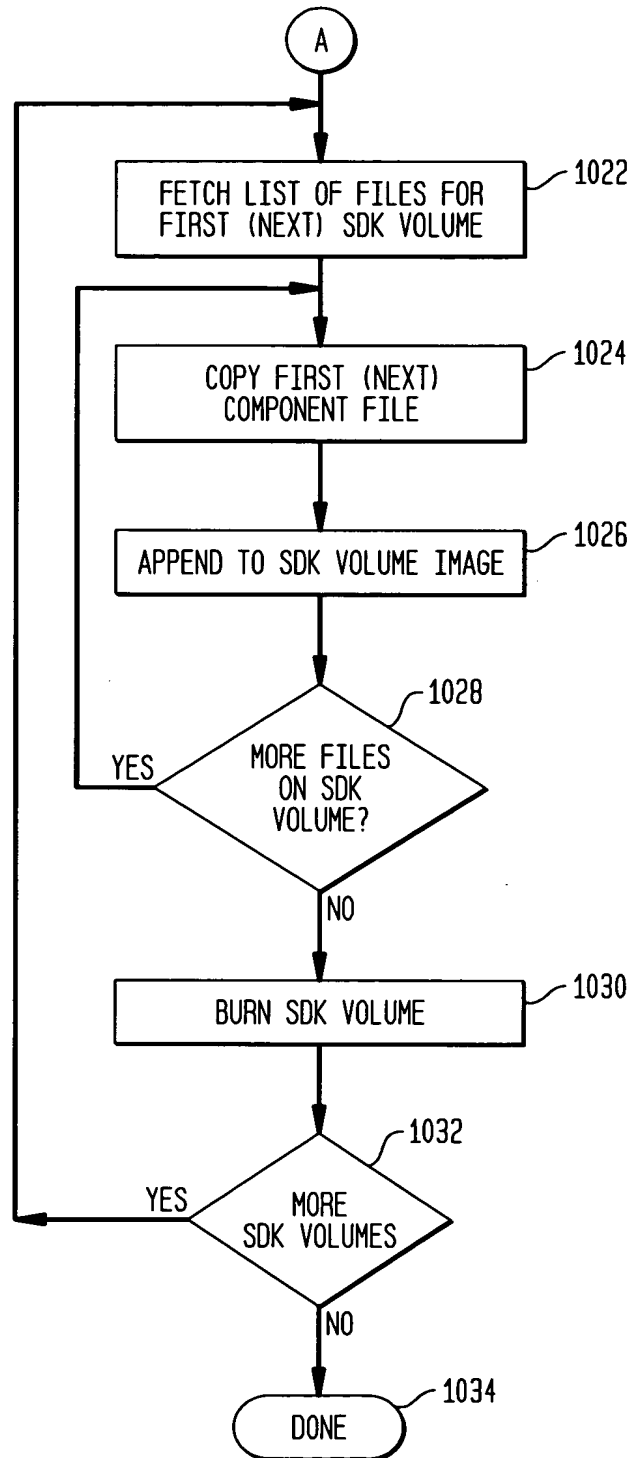 A
FETCH LIST OF FILES FOR
FIRST (NEXT) SDK VOLUME
1022
COPY FIRST (NEXT)
COMPONENT FILE
1024
APPEND TO SDK VOLUME IMAGE
1026
1028
YES
MORE FILES
ON SDK
VOLUME?
NO
BURN SDK VOLUME
1030
1032
YES
MORE
SDK VOLUMES
NO
DONE
1034